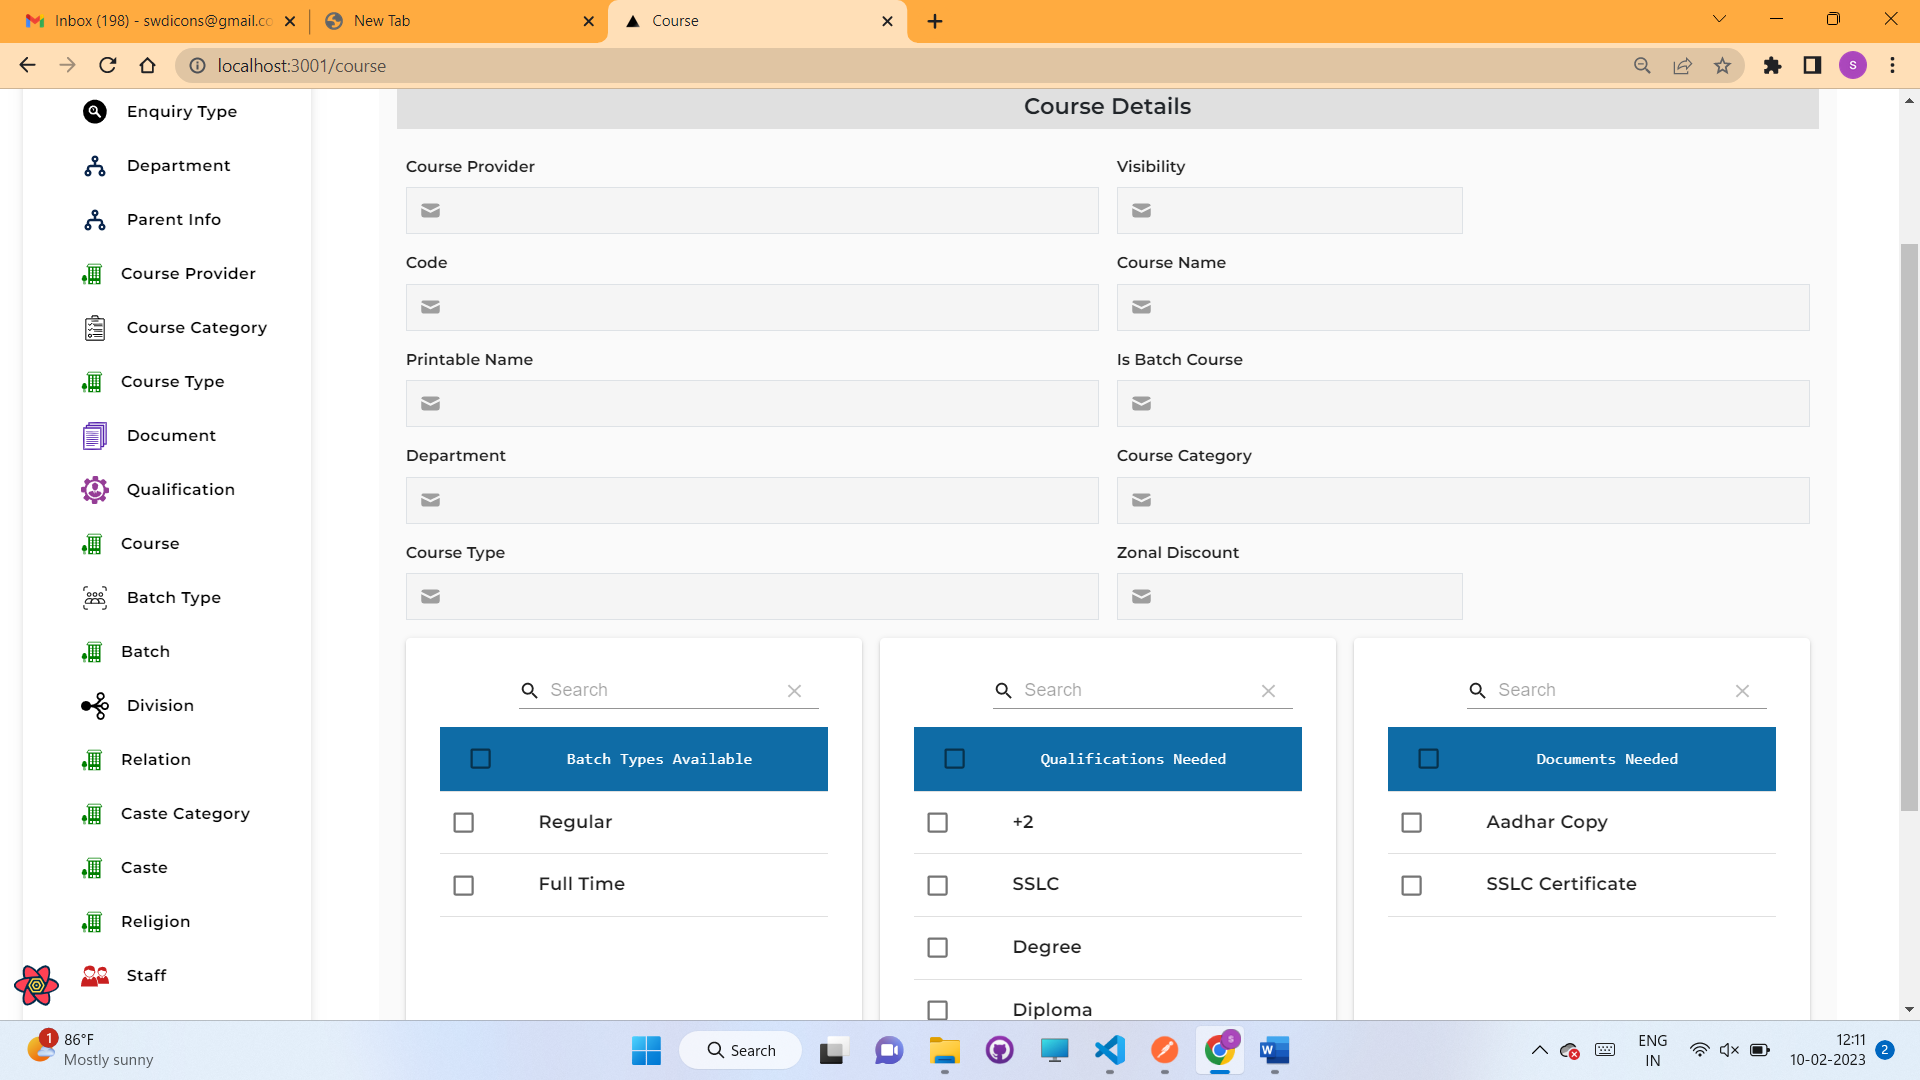 Inbox (198) - swdicons@gmail.co
New Tab
Course
localhost:3001/course
S
Enquiry Type
Department
Parent Info
Course Provider
Course Category
Course Type
Document
Qualification
Course
Batch Type
Batch
Division
Relation
Caste Category
Caste
Religion
Staff
Course Details
Course Provider
Visibility
Code
Course Name
Printable Name
Is Batch Course
Department
Course Category
Course Type
Zonal Discount
Search
Batch Types Available
Regular
Full Time
Search
Qualifications Needed
+2
SSLC
Degree
Diploma
Search
Documents Needed
Aadhar Copy
SSLC Certificate
1
86°F
Mostly sunny
Search
S
ENG
IN
12:11
10-02-2023
2